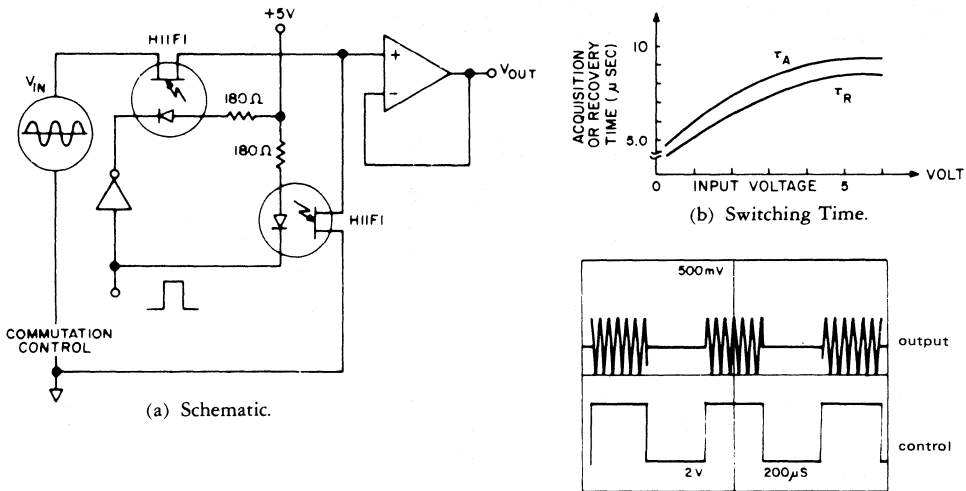 +5V
H11F1
V_IN
180Ω
180Ω
H11F1
+
−
V_OUT
COMMUTATION
CONTROL
(a) Schematic.
ACQUISITION
OR RECOVERY
TIME (μ SEC)
10
5.0
τ_A
τ_R
0 INPUT VOLTAGE 5 VOLT
(b) Switching Time.
500mV
output
control
2V 200μS